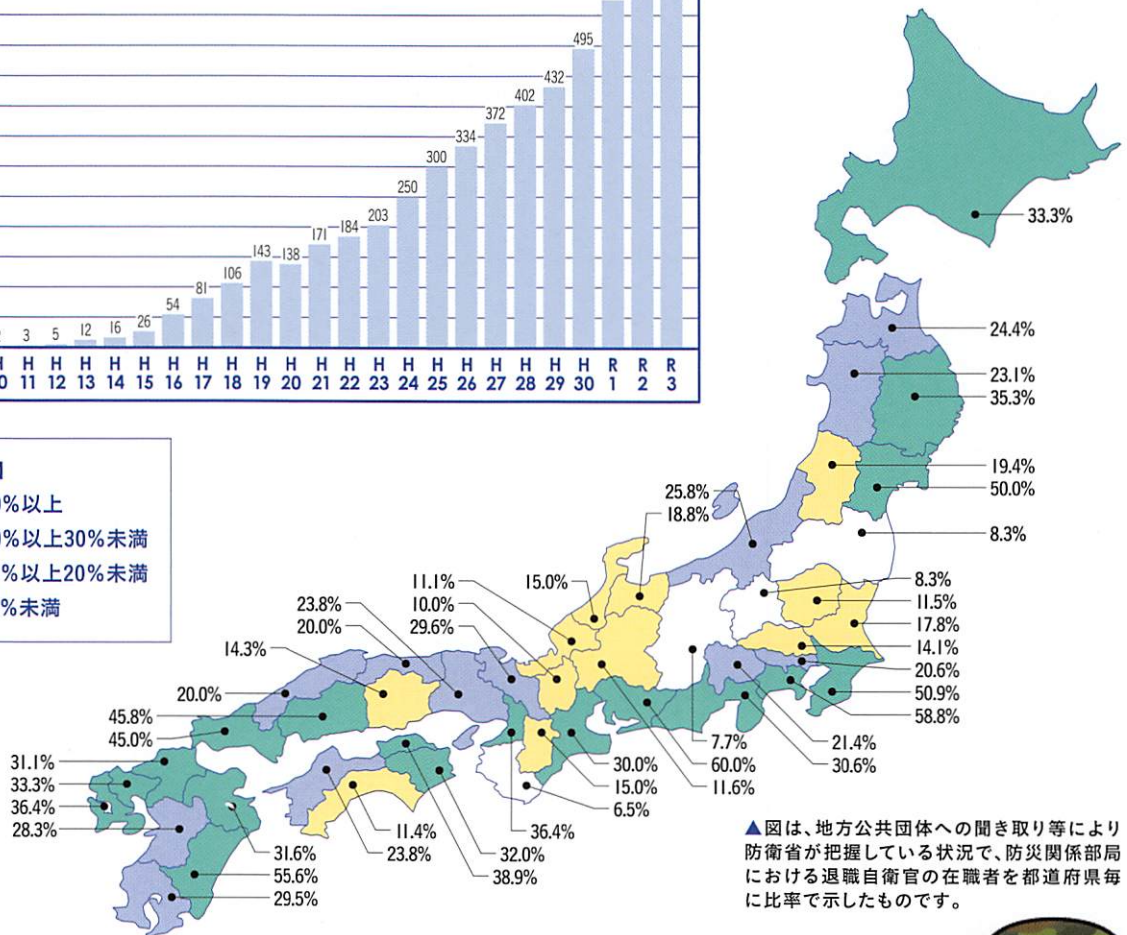 495
432
402
372
334
300
250
203
184
171
138
143
106
81
54
26
16
12
5
3
H 11
H 12
H 13
H 14
H 15
H 16
H 17
H 18
H 19
H 20
H 21
H 22
H 23
H 24
H 25
H 26
H 27
H 28
H 29
H 30
R 1
R 2
R 3
%以上
%以上30%未満
%以上20%未満
%未満
33.3%
24.4%
23.1%
35.3%
19.4%
50.0%
8.3%
25.8%
18.8%
8.3%
11.5%
17.8%
14.1%
20.6%
50.9%
58.8%
11.1%
15.0%
10.0%
29.6%
23.8%
20.0%
14.3%
20.0%
45.8%
45.0%
31.1%
33.3%
36.4%
28.3%
31.6%
55.6%
29.5%
11.4%
23.8%
32.0%
38.9%
36.4%
30.0%
15.0%
6.5%
7.7%
60.0%
11.6%
21.4%
30.6%
▲図は、地方公共団体への聞き取り等により
防衛省が把握している状況で、防災関係部局
における退職自衛官の在職者を都道府県毎
に比率で示したものです。